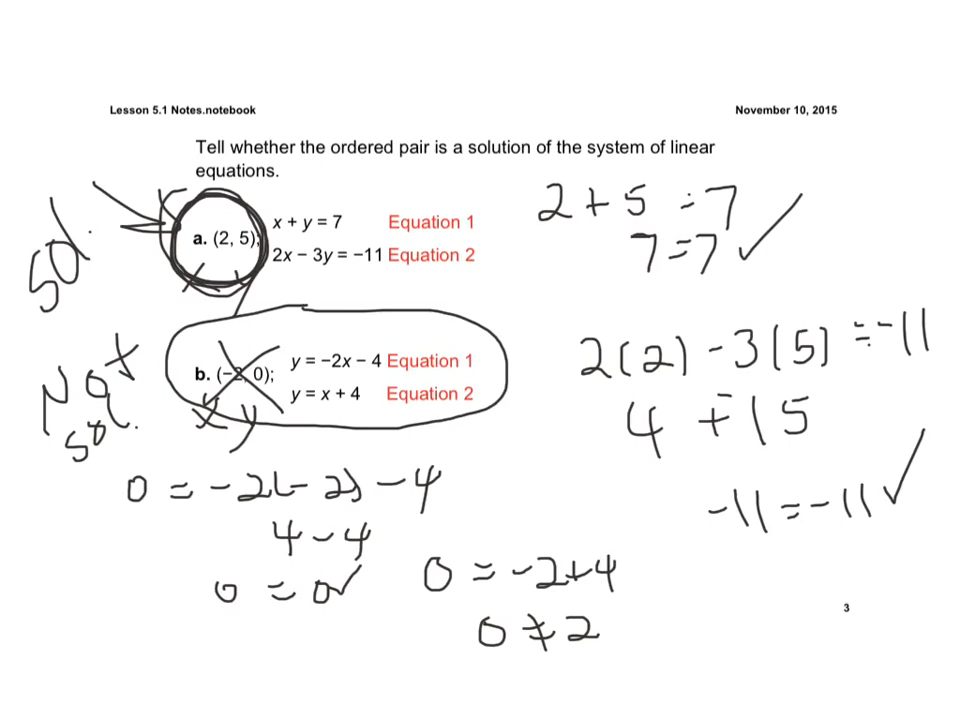 Lesson 5.1 Notes.notebook November 10, 2015
Tell whether the ordered pair is a solution of the system of linear
equations.
sol.
a. (2, 5); x + y = 7 Equation 1
2x − 3y = −11 Equation 2
x y
2 + 5 = 7
7 = 7 ✓
2(2) - 3(5) = -11
4 + -15
-11 = -11 ✓
Not
sol.
b. (−2, 0); y = −2x − 4 Equation 1
y = x + 4 Equation 2
x y
0 = -2(-2) - 4
4 - 4
0 = 0 ✓
0 = -2+4
0 ≠ 2
3